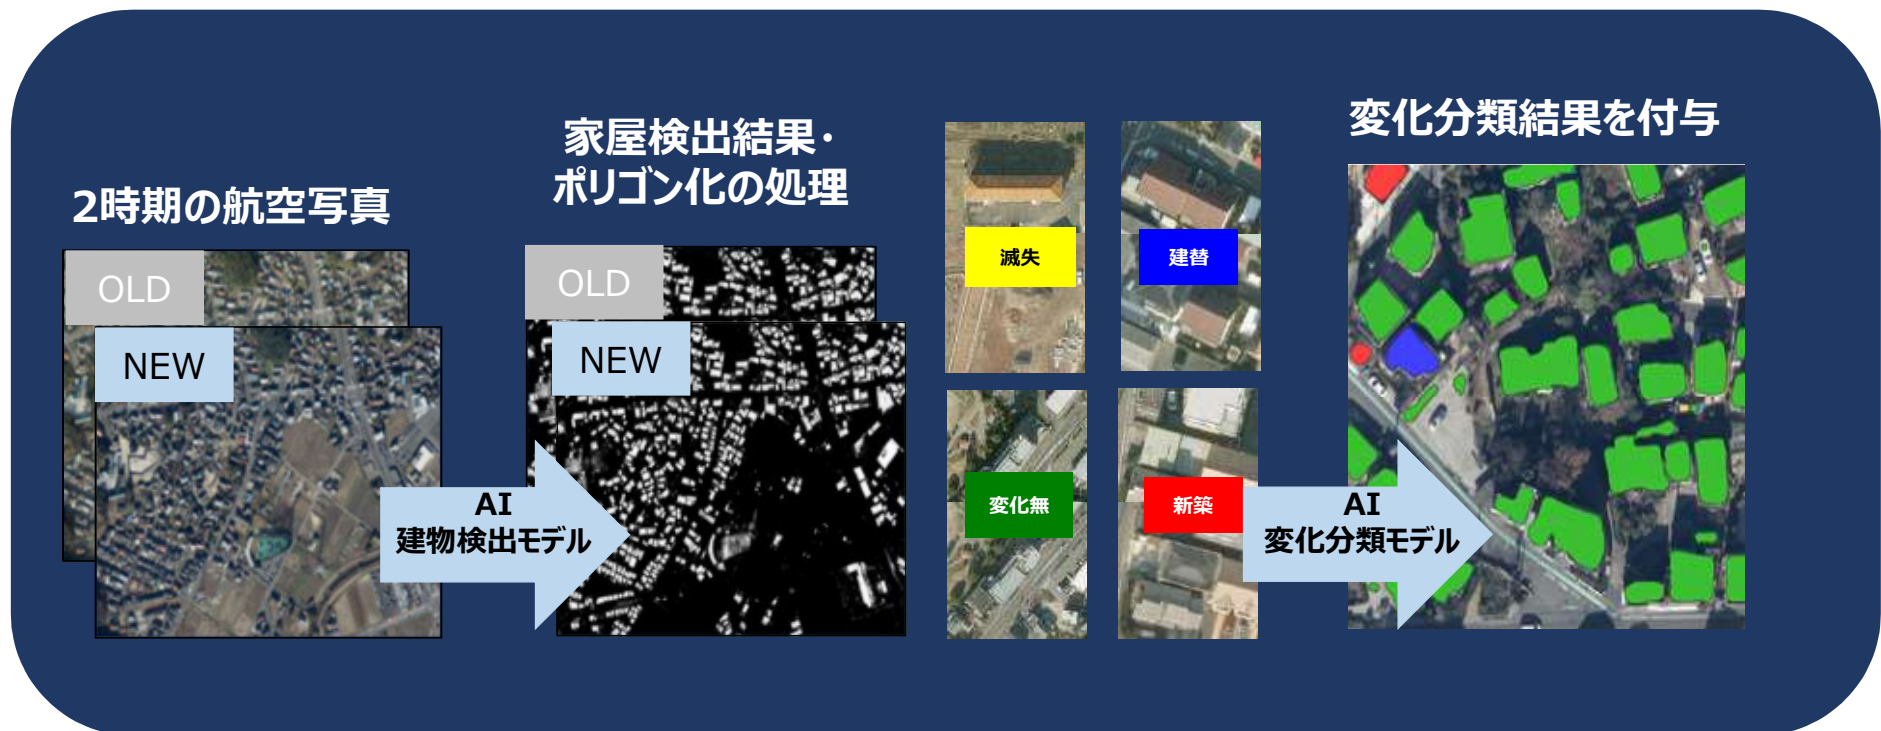 2時期の航空写真
OLD
NEW
AI
建物検出モデル
家屋検出結果・
ポリゴン化の処理
OLD
NEW
滅失
建替
変化無
新築
AI
変化分類モデル
変化分類結果を付与